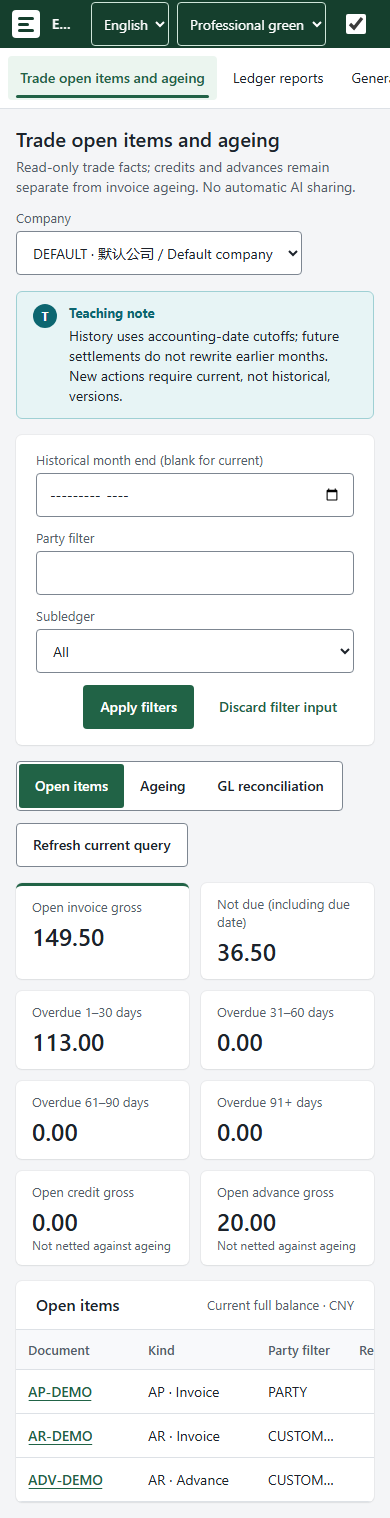 E...
English
Professional green
Trade open items and ageing
Ledger reports
Genera
Trade open items and ageing
Read-only trade facts; credits and advances remain
separate from invoice ageing. No automatic AI sharing.
Company
DEFAULT · 默认公司 / Default company
T
Teaching note
History uses accounting-date cutoffs; future
settlements do not rewrite earlier months.
New actions require current, not historical,
versions.
Historical month end (blank for current)
--------- ----
Party filter
Subledger
All
Apply filters
Discard filter input
Open items
Ageing
GL reconciliation
Refresh current query
Open invoice gross
149.50
Not due (including due
date)
36.50
Overdue 1–30 days
113.00
Overdue 31–60 days
0.00
Overdue 61–90 days
0.00
Overdue 91+ days
0.00
Open credit gross
0.00
Not netted against ageing
Open advance gross
20.00
Not netted against ageing
Open items
Current full balance · CNY
Document
Kind
Party filter
Re
AP-DEMO
AP · Invoice
PARTY
AR-DEMO
AR · Invoice
CUSTOM...
ADV-DEMO
AR · Advance
CUSTOM...